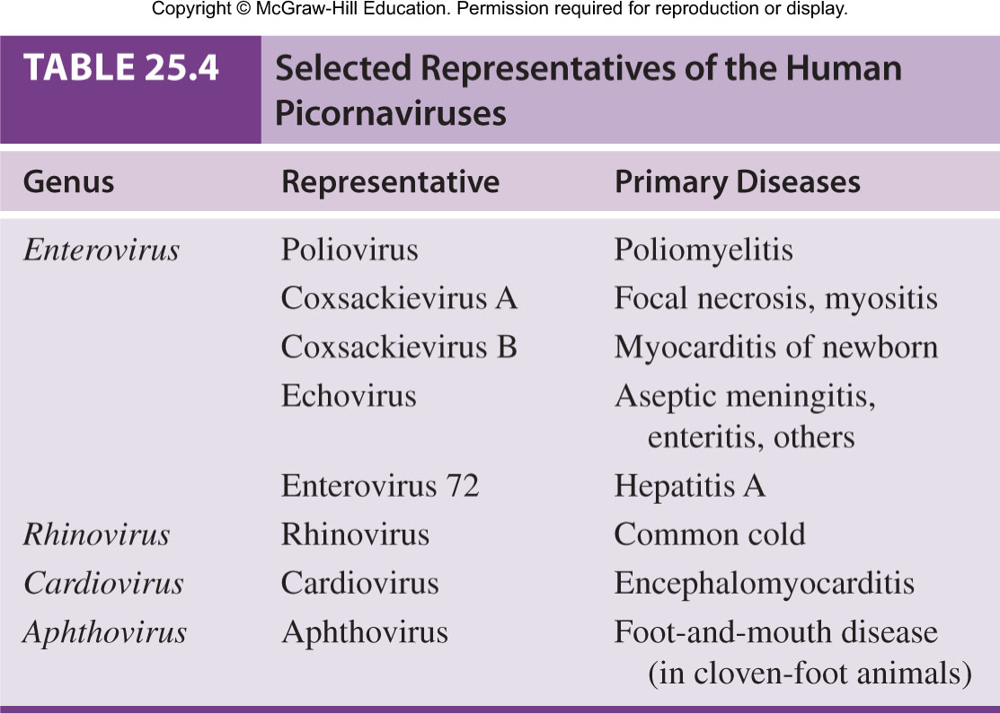 Copyright © McGraw-Hill Education. Permission required for reproduction or display.
TABLE 25.4 Selected Representatives of the Human
Picornaviruses
Genus Representative Primary Diseases
Enterovirus Poliovirus Poliomyelitis
Coxsackievirus A Focal necrosis, myositis
Coxsackievirus B Myocarditis of newborn
Echovirus Aseptic meningitis,
enteritis, others
Enterovirus 72 Hepatitis A
Rhinovirus Rhinovirus Common cold
Cardiovirus Cardiovirus Encephalomyocarditis
Aphthovirus Aphthovirus Foot-and-mouth disease
(in cloven-foot animals)